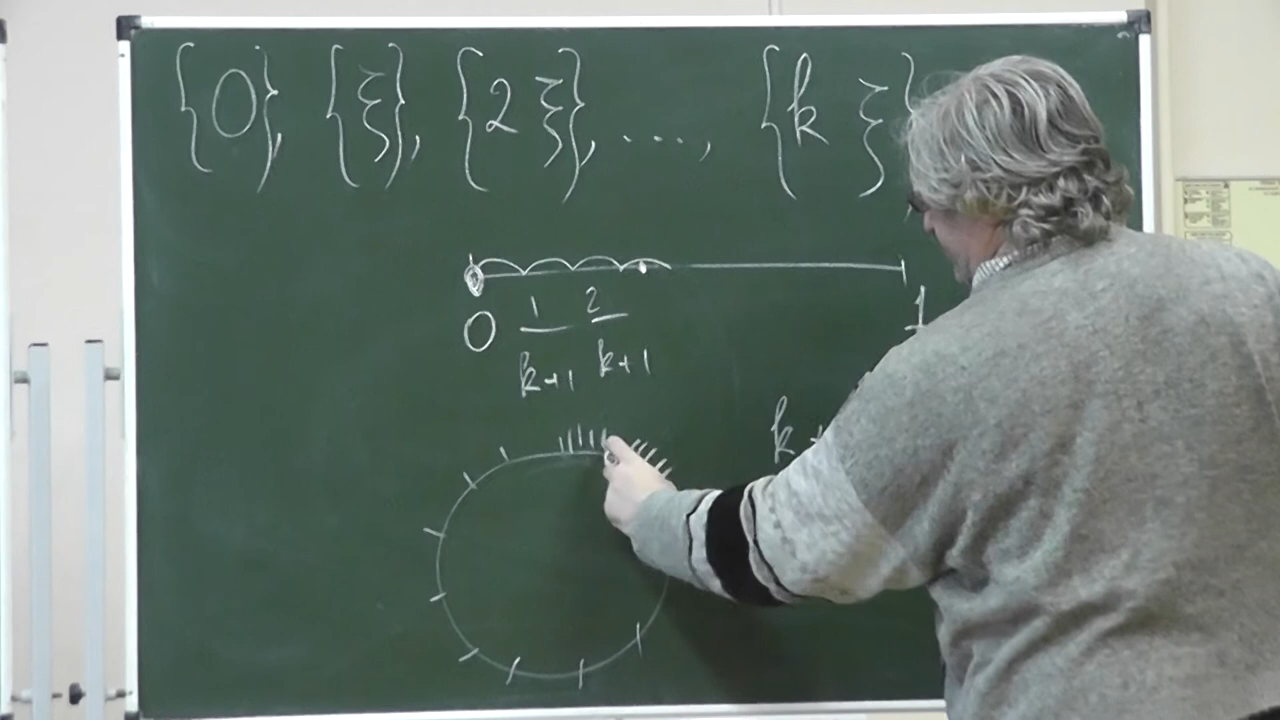 {0}, {ξ}, {2ξ}, ...., {kξ}
0 1/k+1 2/k+1 1
k